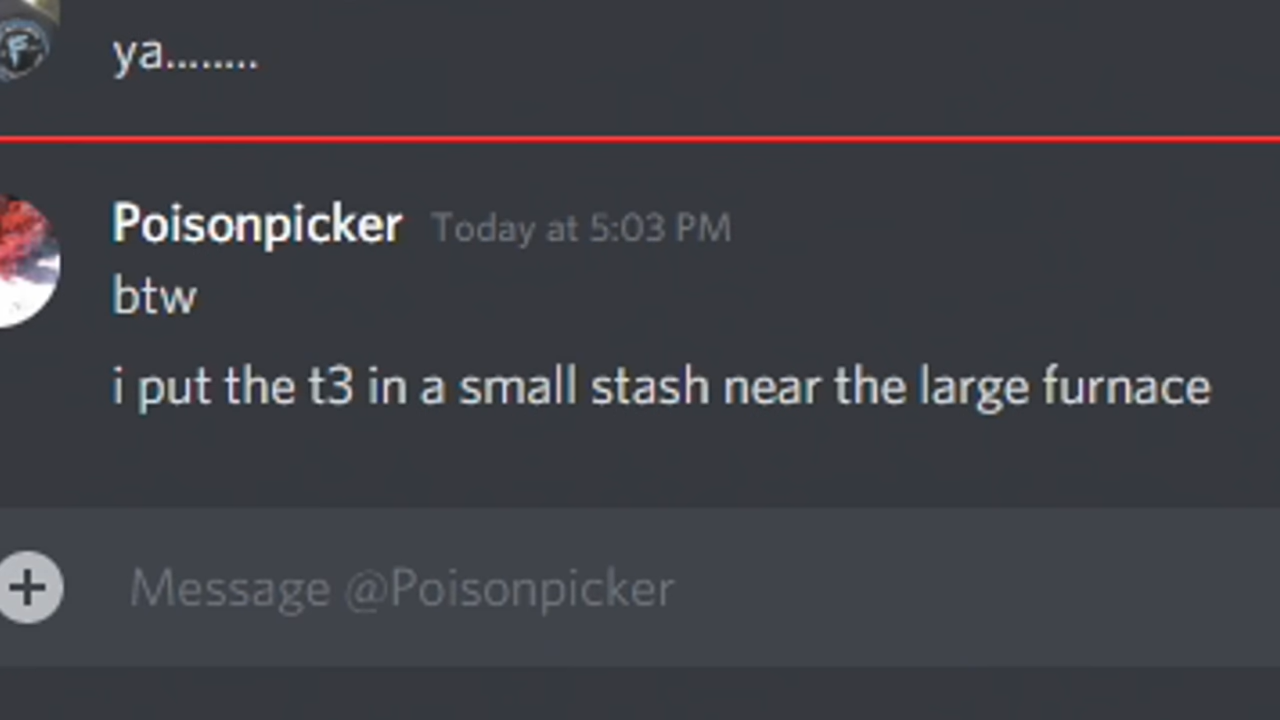 ya........
Poisonpicker Today at 5:03 PM
btw
i put the t3 in a small stash near the large furnace
Message @Poisonpicker